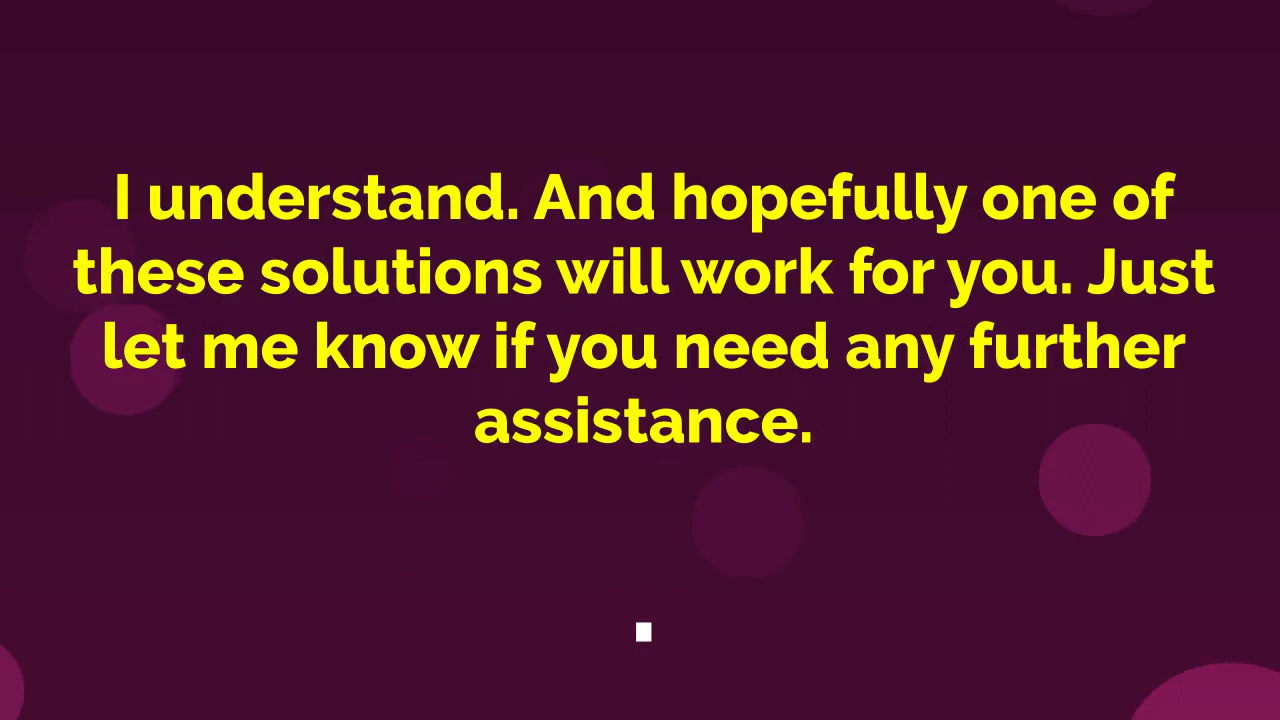 I understand. And hopefully one of
these solutions will work for you. Just
let me know if you need any further
assistance.